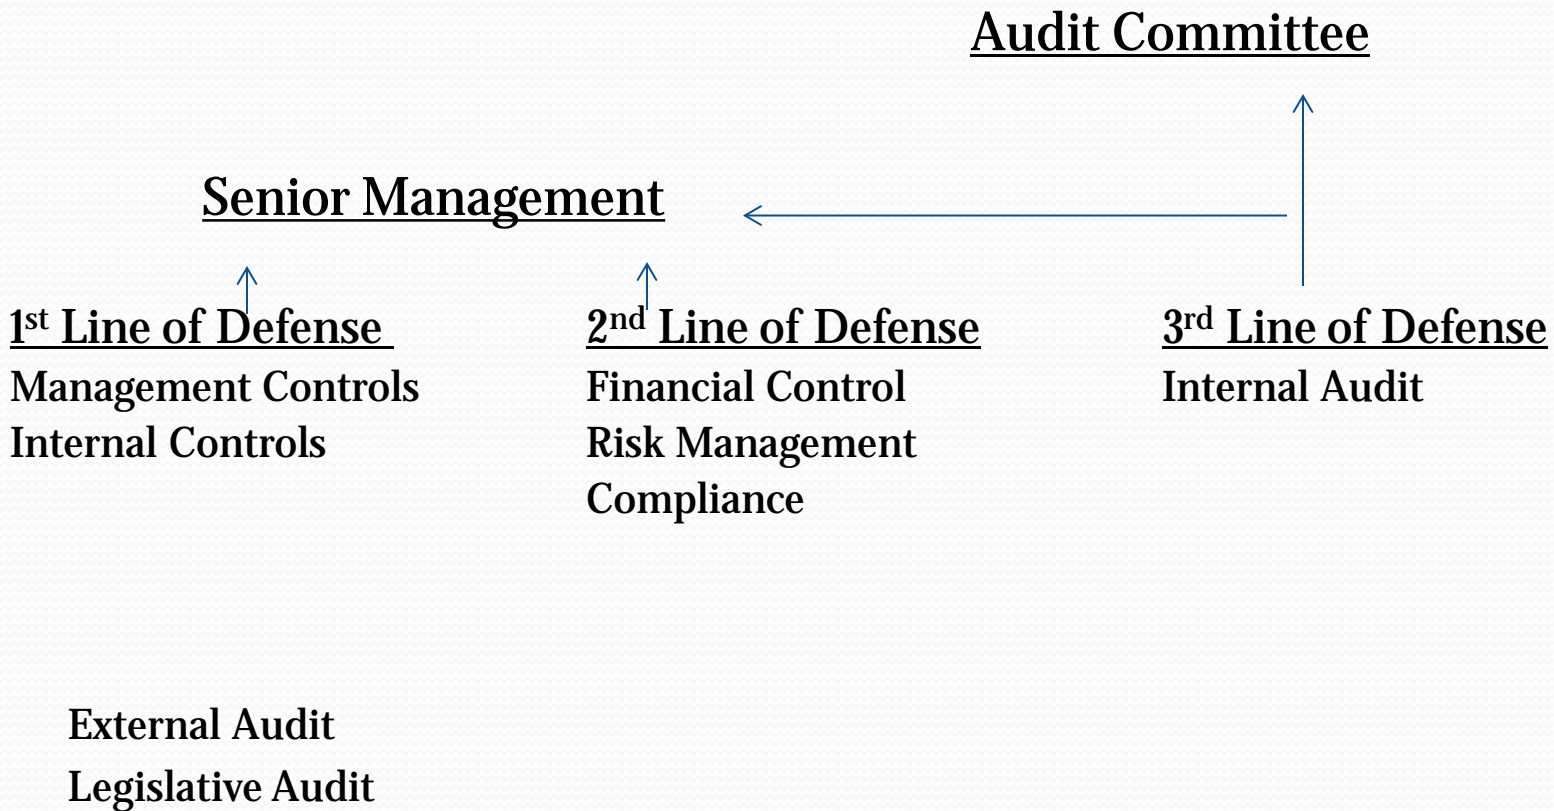 Audit Committee
Senior Management
1st Line of Defense
Management Controls
Internal Controls
2nd Line of Defense
Financial Control
Risk Management
Compliance
3rd Line of Defense
Internal Audit
External Audit
Legislative Audit